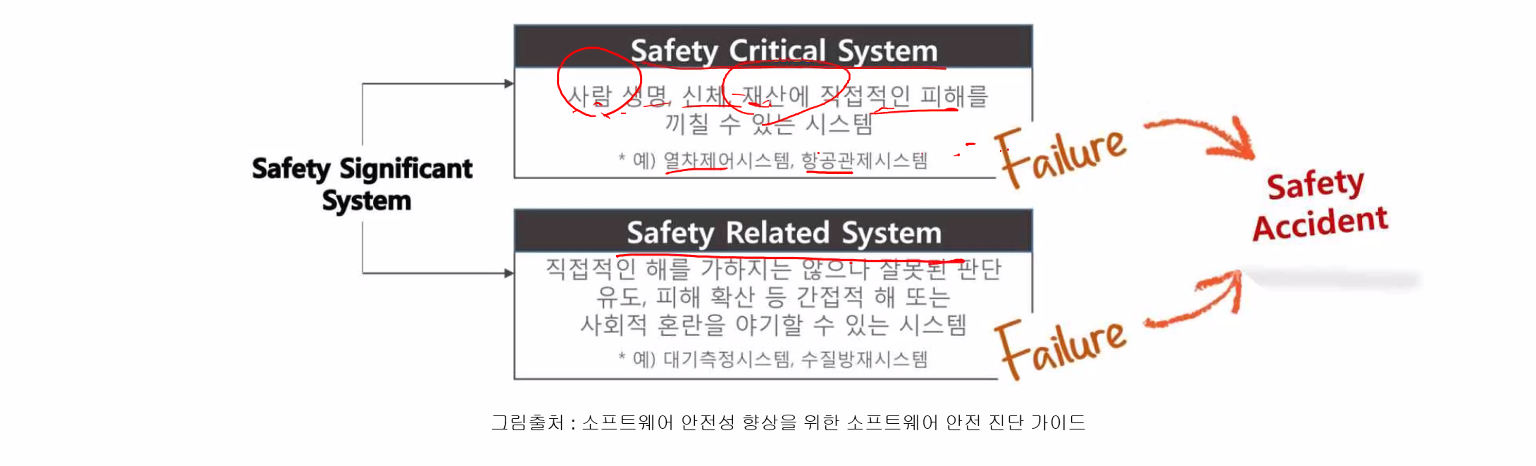 Safety Critical System
사람 생명, 신체, 재산에 직접적인 피해를
끼칠 수 있는 시스템
* 예) 열차제어시스템, 항공관제시스템
Failure
Safety Significant
System
Safety
Accident
Safety Related System
직접적인 해를 가하지는 않으나 잘못된 판단
유도, 피해 확산 등 간접적 해 또는
사회적 혼란을 야기할 수 있는 시스템
* 예) 대기측정시스템, 수질방재시스템
Failure
그림출처 : 소프트웨어 안전성 향상을 위한 소프트웨어 안전 진단 가이드